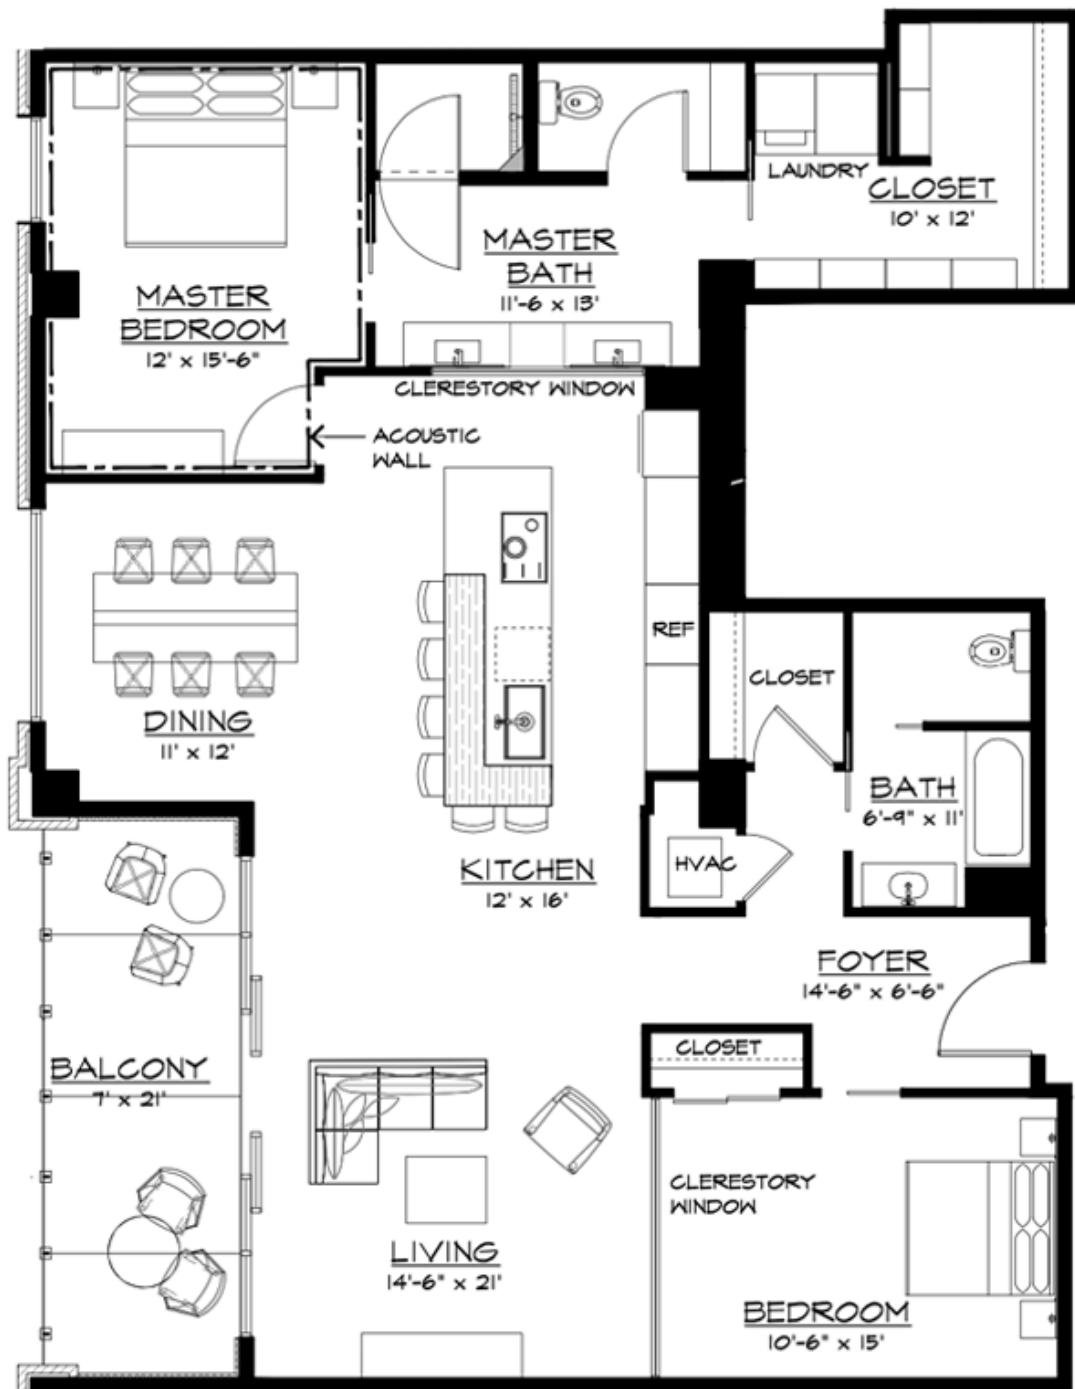 LAUNDRY
CLOSET
10' x 12'
MASTER
BATH
11'-6 x 13'
MASTER
BEDROOM
12' x 15'-6"
CLERESTORY WINDOW
ACOUSTIC
WALL
REF
CLOSET
DINING
11' x 12'
BATH
6'-9" x 11'
HVAC
KITCHEN
12' x 16'
FOYER
14'-6" x 6'-6"
CLOSET
BALCONY
7' x 21'
CLERESTORY
WINDOW
LIVING
14'-6" x 21'
BEDROOM
10'-6" x 15'